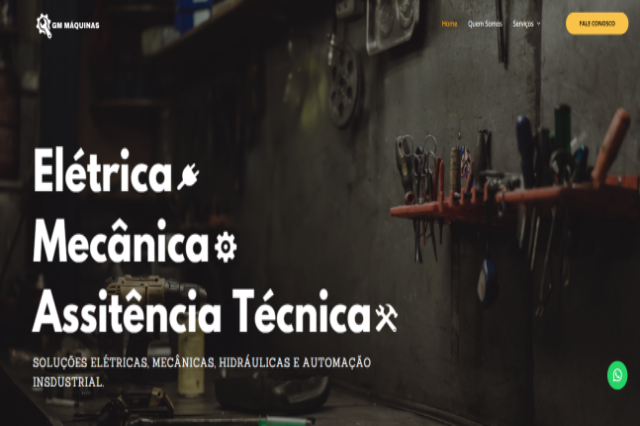 GM MÁQUINAS
Home Quem Somos Serviços FALE CONOSCO
Elétrica
Mecânica
Assitência Técnica
SOLUÇÕES ELÉTRICAS, MECÂNICAS, HIDRÁULICAS E AUTOMAÇÃO
INSDUSTRIAL.